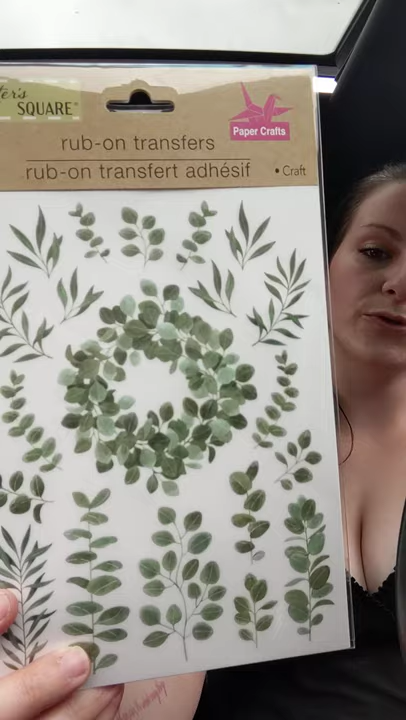 SQUARE
Paper Crafts
rub-on transfers
rub-on transfert adhésif • Craft